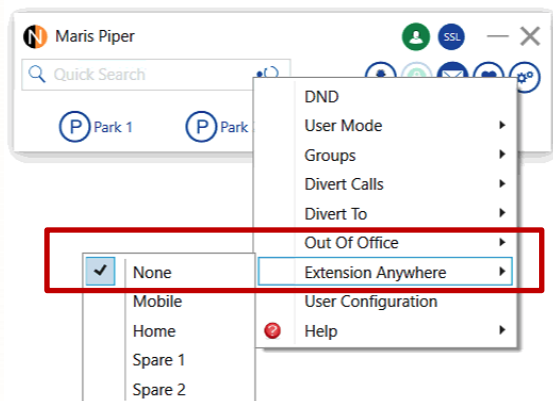 N Maris Piper SSL
Quick Search
P Park 1
P Park
DND
User Mode
Groups
Divert Calls
Divert To
Out Of Office
Extension Anywhere
User Configuration
? Help
None
Mobile
Home
Spare 1
Spare 2